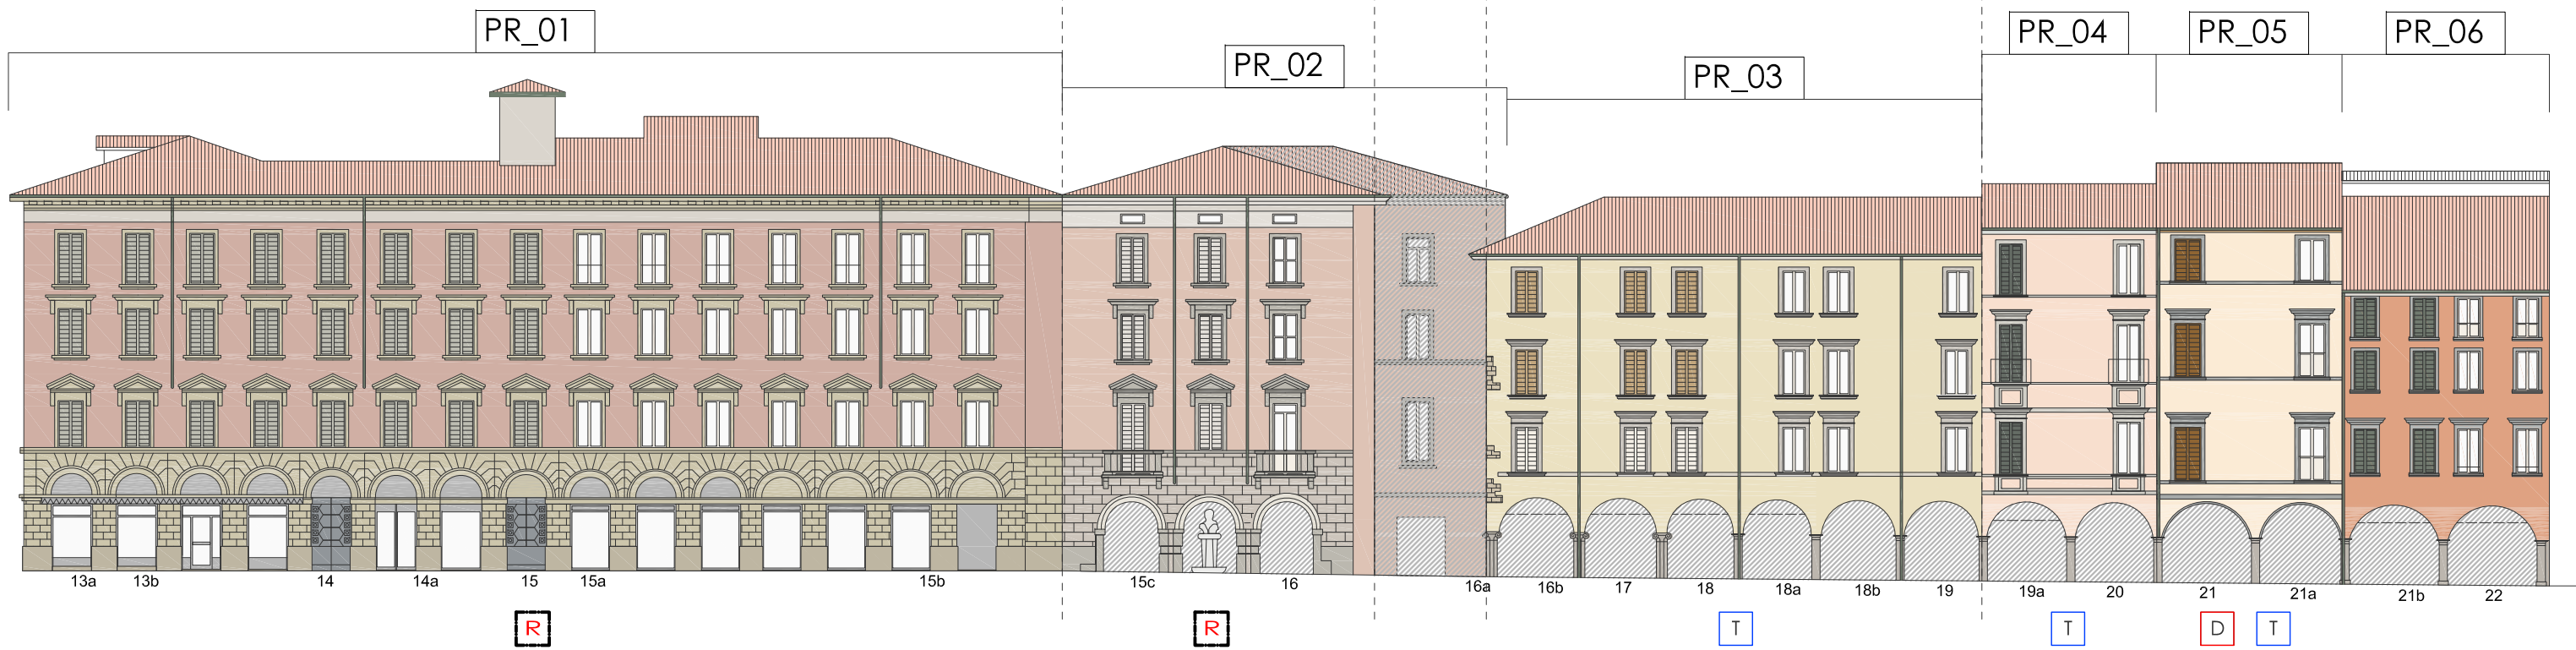 PR_01
PR_02
PR_03
PR_04
PR_05
PR_06
13a 13b 14 14a 15 15a 15b 15c 16 16a 16b 17 18 18a 18b 19 19a 20 21 21a 21b 22
R R T T D T